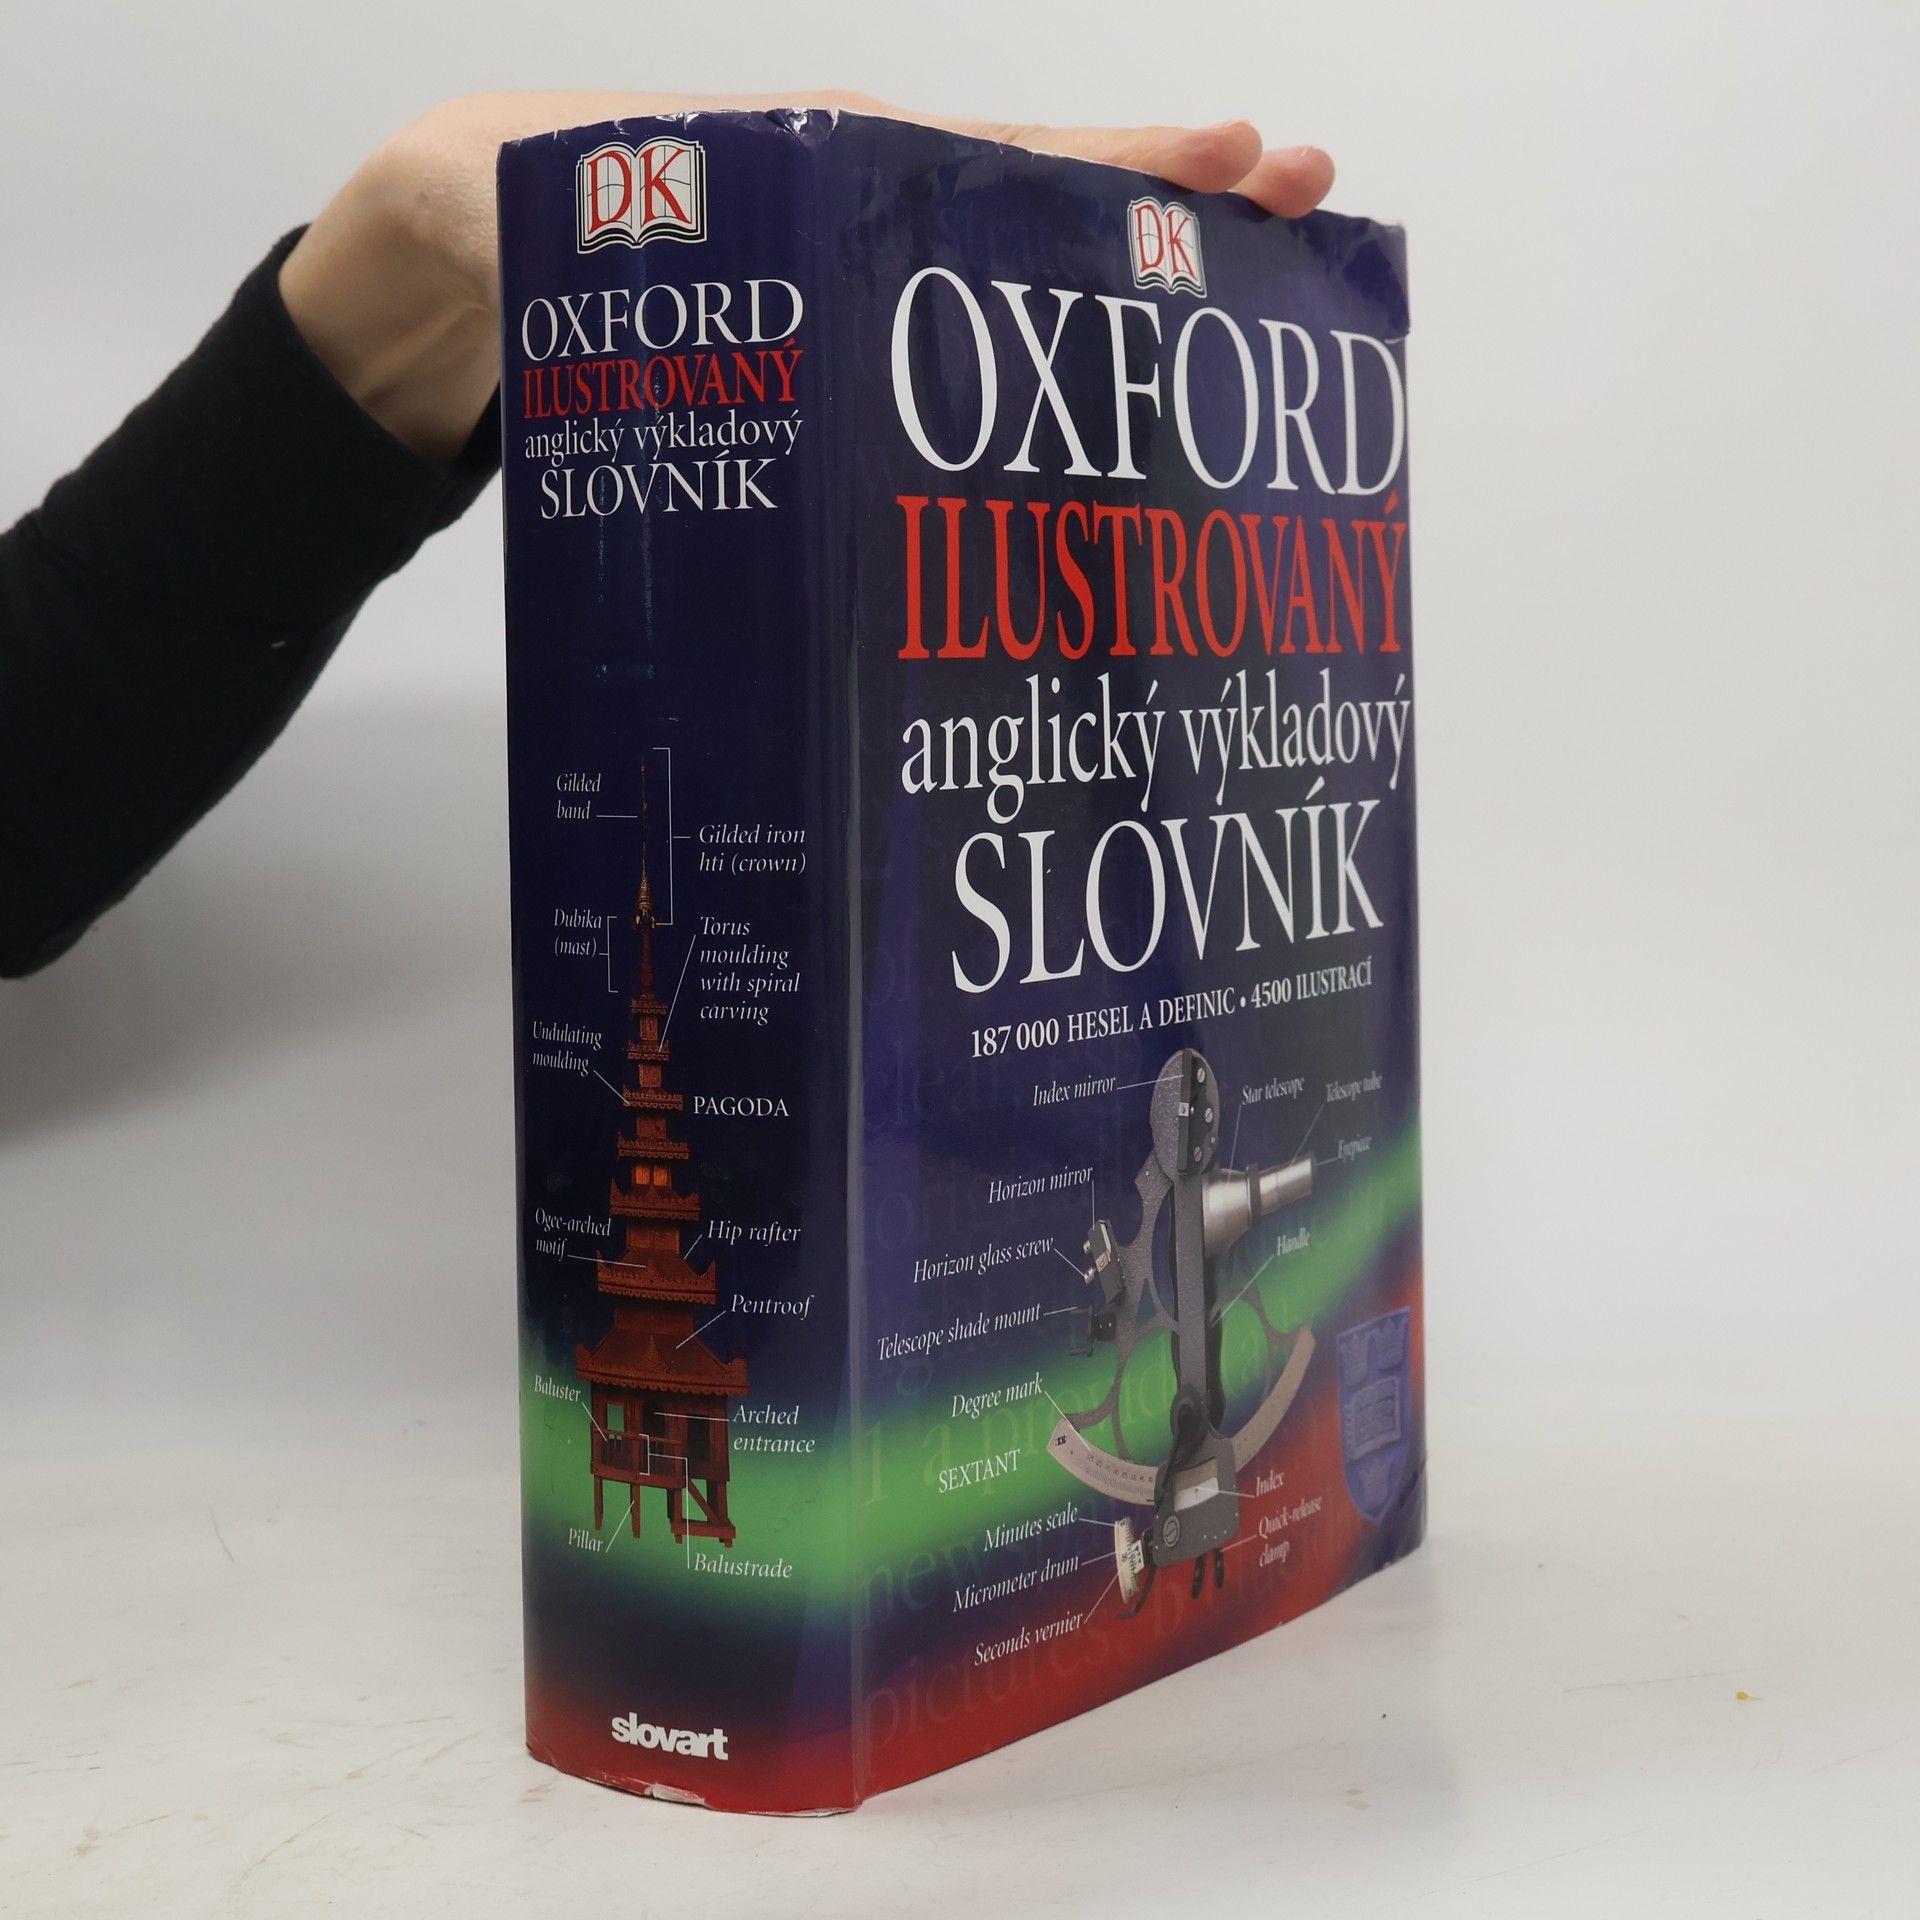 DK
OXFORD
ILUSTROVANÝ
anglický výkladový
SLOVNÍK
Gilded
band
Gilded iron
hti (crown)
Dubika
(mast)
Torus
moulding
with spiral
carving
Undulating
moulding
PAGODA
Ogee-arched
motif
Hip rafter
Pentroof
Baluster
Arched
entrance
Pillar
Balustrade
slovart
DK
OXFORD
ILUSTROVANÝ
anglický výkladový
SLOVNÍK
187 000 HESEL A DEFINIC • 4500 ILUSTRACÍ
Index mirror
Star telescope
Telescope tube
Eyepiece
Horizon mirror
Handle
Horizon glass screw
Telescope shade mount
Degree mark
SEXTANT
Index
Minutes scale
Quick-release
clamp
Micrometer drum
Seconds vernier